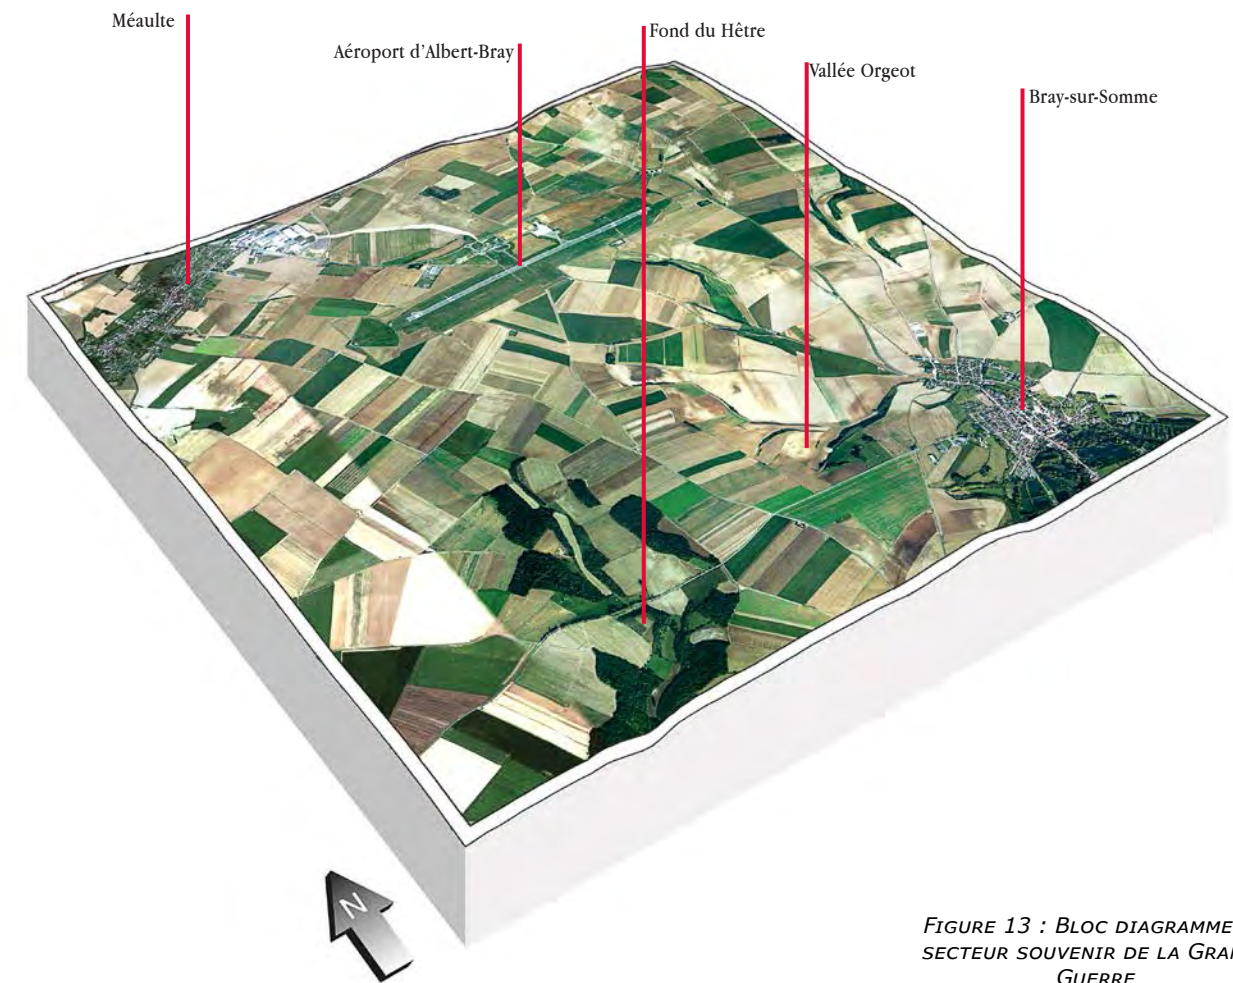 Méaulte
Aéroport d'Albert-Bray
Fond du Hêtre
Vallée Orgeot
Bray-sur-Somme
N
FIGURE 13 : BLOC DIAGRAMME
SECTEUR SOUVENIR DE LA
GUERRE